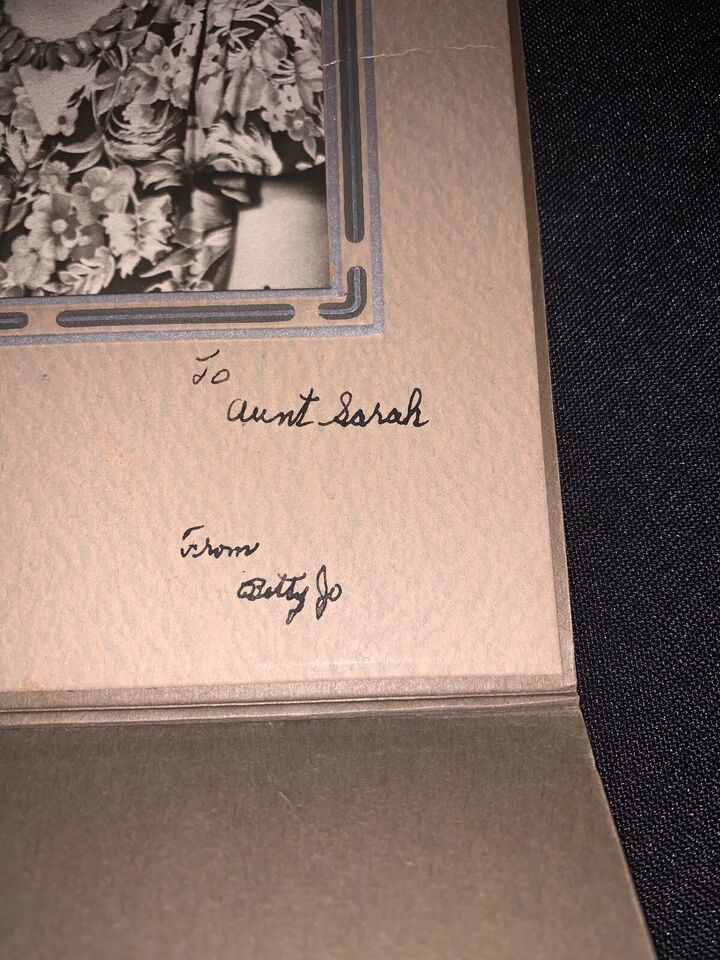 To
Aunt Sarah
From
Betty Jo